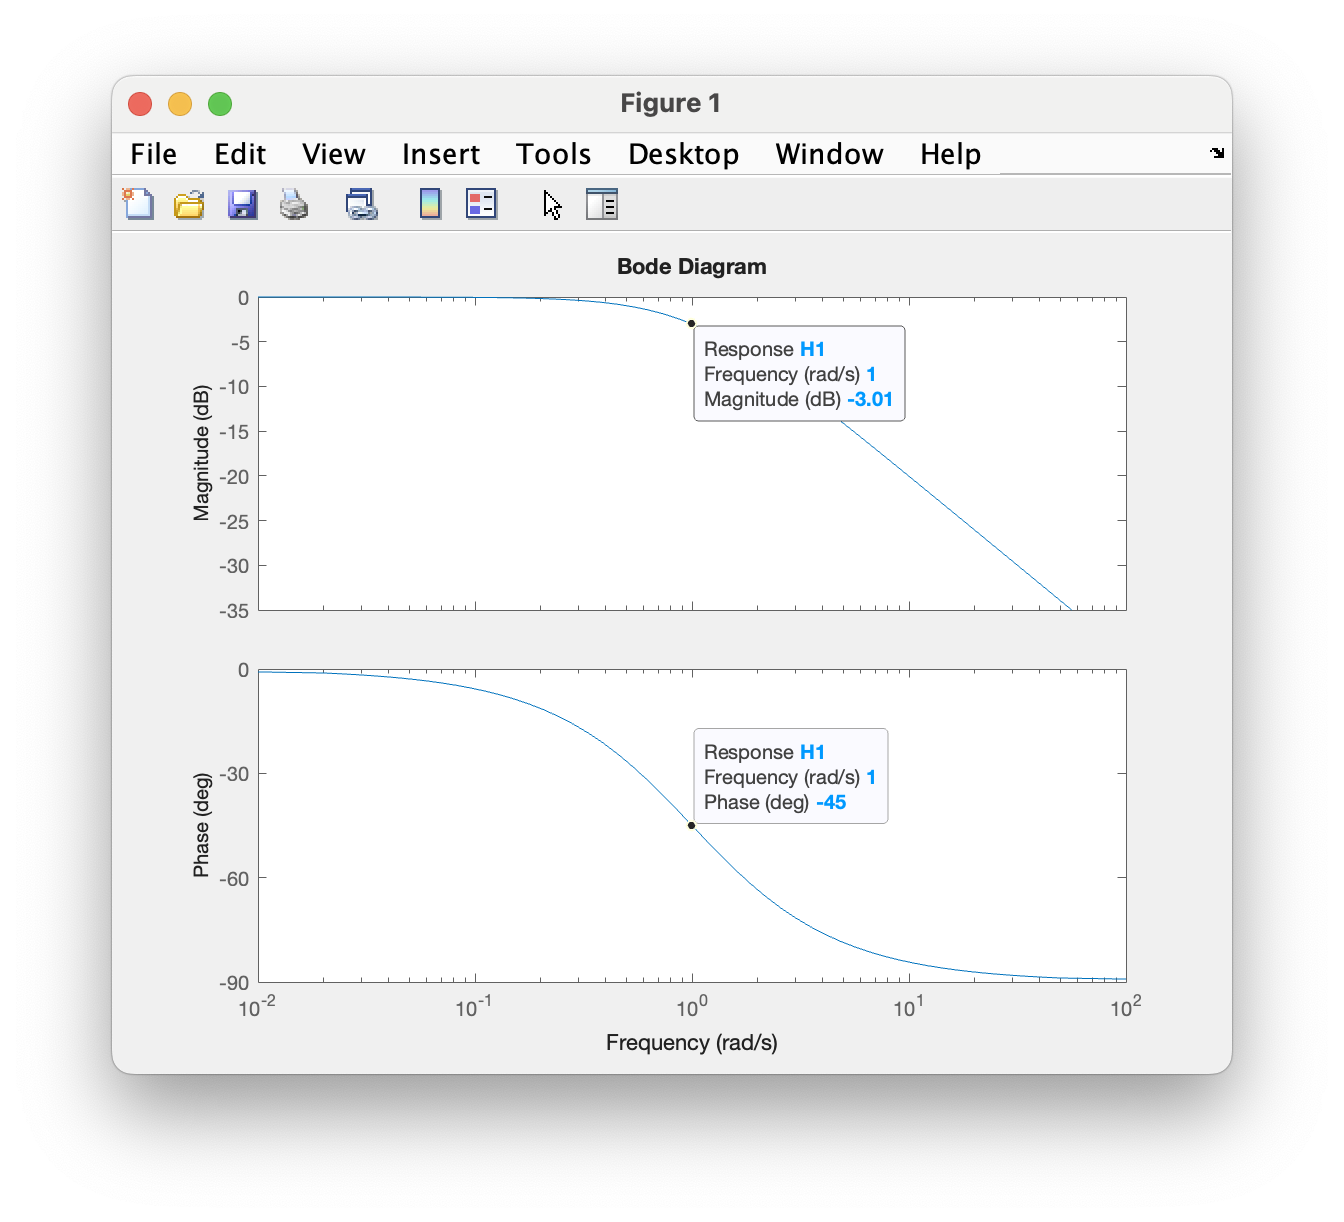 Figure 1
File Edit View Insert Tools Desktop Window Help
Bode Diagram
Magnitude (dB)
0
-5
-10
-15
-20
-25
-30
-35
Response H1
Frequency (rad/s) 1
Magnitude (dB) -3.01
Phase (deg)
0
-30
-60
-90
Response H1
Frequency (rad/s) 1
Phase (deg) -45
10^-2 10^-1 10^0 10^1 10^2
Frequency (rad/s)